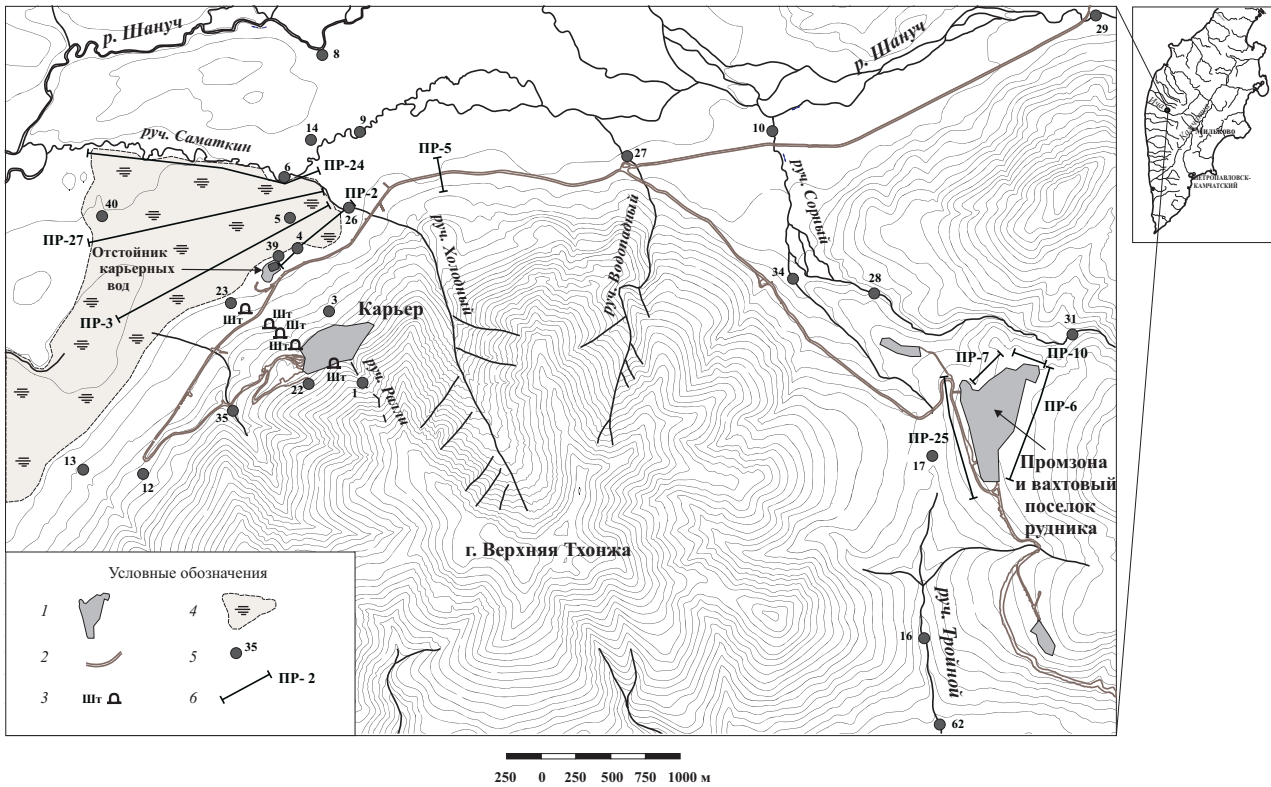 р. Шануч
8
29
р. Шануч
руч. Саматкин
14
9
10
6
ПР-24
ПР-5
27
ПР-2
26
40
5
ПР-27
руч. Сорный
Отстойник
карьерных
вод
4
39
руч. Холодный
руч. Водопадный
34
28
23
3
Карьер
Шт
Шт
Шт
Шт
Шт
ПР-3
31
ПР-7
ПР-10
22
1
руч. Ралли
35
ПР-6
ПР-25
17
13
12
Промзона
и вахтовый
поселок
рудника
г. Верхняя Тхонжа
руч. Тройной
16
62
Мильково
ПЕТРОПАВЛОВСК-
КАМЧАТСКИЙ
Условные обозначения
1
4
2
5
35
3
Шт
6
ПР- 2
250 0 250 500 750 1000 м